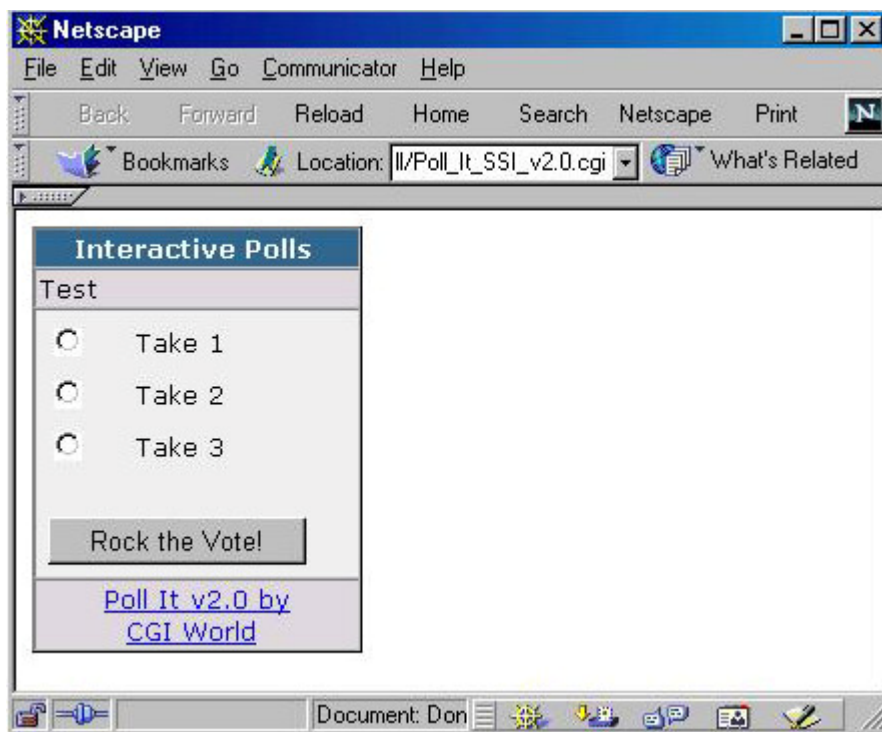 Netscape
File Edit View Go Communicator Help
Back Forward Reload Home Search Netscape Print N
Bookmarks Location: ll/Poll_It_SSI_v2.0.cgi What's Related
Interactive Polls
Test
Take 1
Take 2
Take 3
Rock the Vote!
Poll It v2.0 by
CGI World
Document: Don